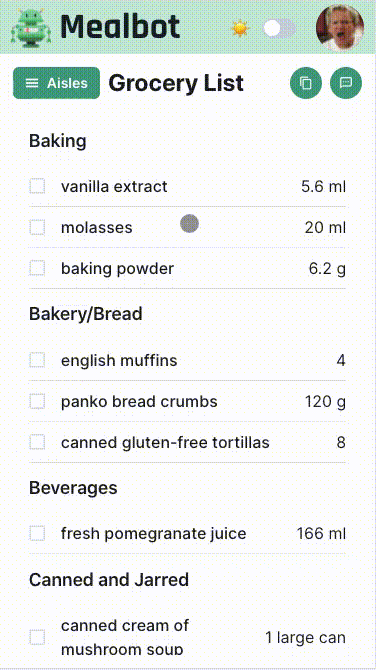 Mealbot
Aisles
Grocery List
Baking
vanilla extract 5.6 ml
molasses 20 ml
baking powder 6.2 g
Bakery/Bread
english muffins 4
panko bread crumbs 120 g
canned gluten-free tortillas 8
Beverages
fresh pomegranate juice 166 ml
Canned and Jarred
canned cream of
mushroom soup 1 large can